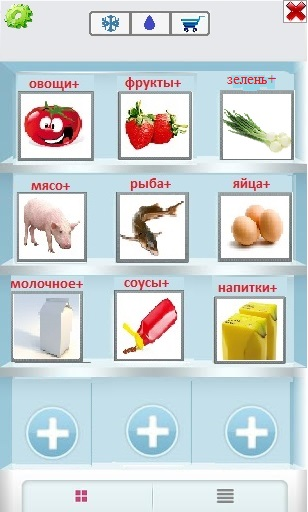 овощи+
фрукты+
зелень+
мясо+
рыба+
яйца+
молочное+
соусы+
напитки+